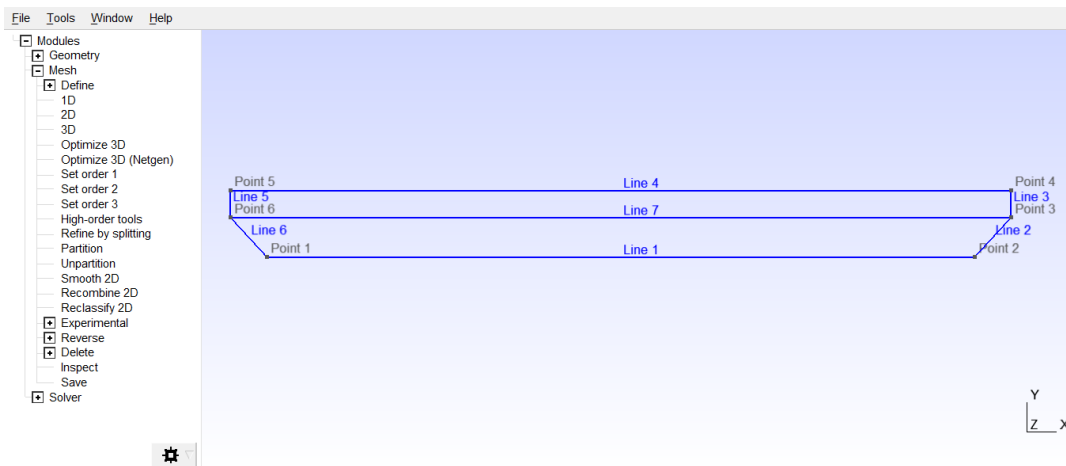 File Tools Window Help
Modules
Geometry
Mesh
Define
1D
2D
3D
Optimize 3D
Optimize 3D (Netgen)
Set order 1
Set order 2
Set order 3
High-order tools
Refine by splitting
Partition
Unpartition
Smooth 2D
Recombine 2D
Reclassify 2D
Experimental
Reverse
Delete
Inspect
Save
Solver
Point 5 Line 4 Point 4
Line 5 Line 3
Point 6 Line 7 Point 3
Line 6 Line 2
Point 1 Line 1 Point 2
Y
Z X